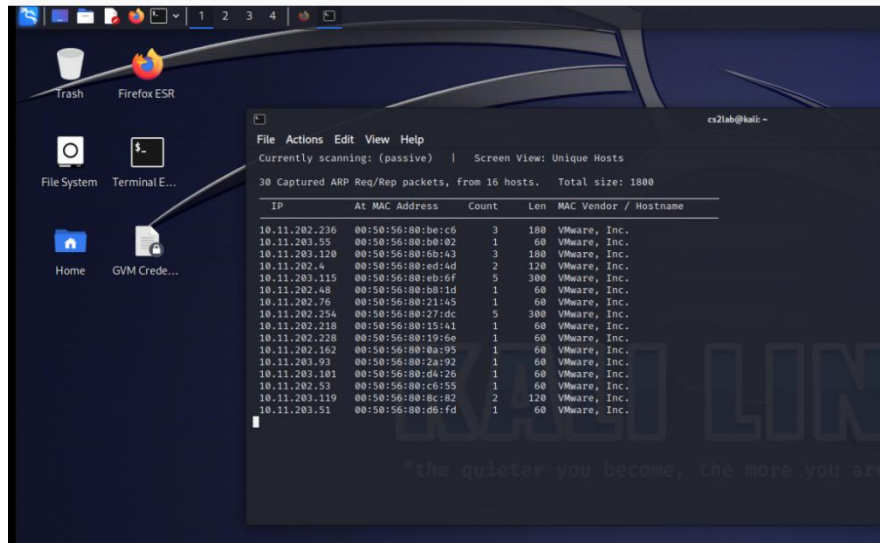 1 2 3 4
Trash
Firefox ESR
File System
Terminal E...
Home
GVM Crede...
cs2lab@kali: ~
File Actions Edit View Help
Currently scanning: (passive) | Screen View: Unique Hosts
30 Captured ARP Req/Rep packets, from 16 hosts. Total size: 1800
IP At MAC Address Count Len MAC Vendor / Hostname
10.11.202.236 00:50:56:80:be:c6 3 180 VMware, Inc.
10.11.203.55 00:50:56:80:b0:02 1 60 VMware, Inc.
10.11.203.120 00:50:56:80:6b:43 3 180 VMware, Inc.
10.11.202.4 00:50:56:80:ed:4d 2 120 VMware, Inc.
10.11.203.115 00:50:56:80:eb:6f 5 300 VMware, Inc.
10.11.202.48 00:50:56:80:b8:1d 1 60 VMware, Inc.
10.11.202.76 00:50:56:80:21:45 1 60 VMware, Inc.
10.11.202.254 00:50:56:80:27:dc 5 300 VMware, Inc.
10.11.202.218 00:50:56:80:15:41 1 60 VMware, Inc.
10.11.202.228 00:50:56:80:19:6e 1 60 VMware, Inc.
10.11.202.162 00:50:56:80:0a:95 1 60 VMware, Inc.
10.11.203.93 00:50:56:80:2a:92 1 60 VMware, Inc.
10.11.203.101 00:50:56:80:d4:26 1 60 VMware, Inc.
10.11.202.53 00:50:56:80:c6:55 1 60 VMware, Inc.
10.11.203.119 00:50:56:80:8c:82 2 120 VMware, Inc.
10.11.203.51 00:50:56:80:d6:fd 1 60 VMware, Inc.
KALI LIN
"the quieter you become, the more you are